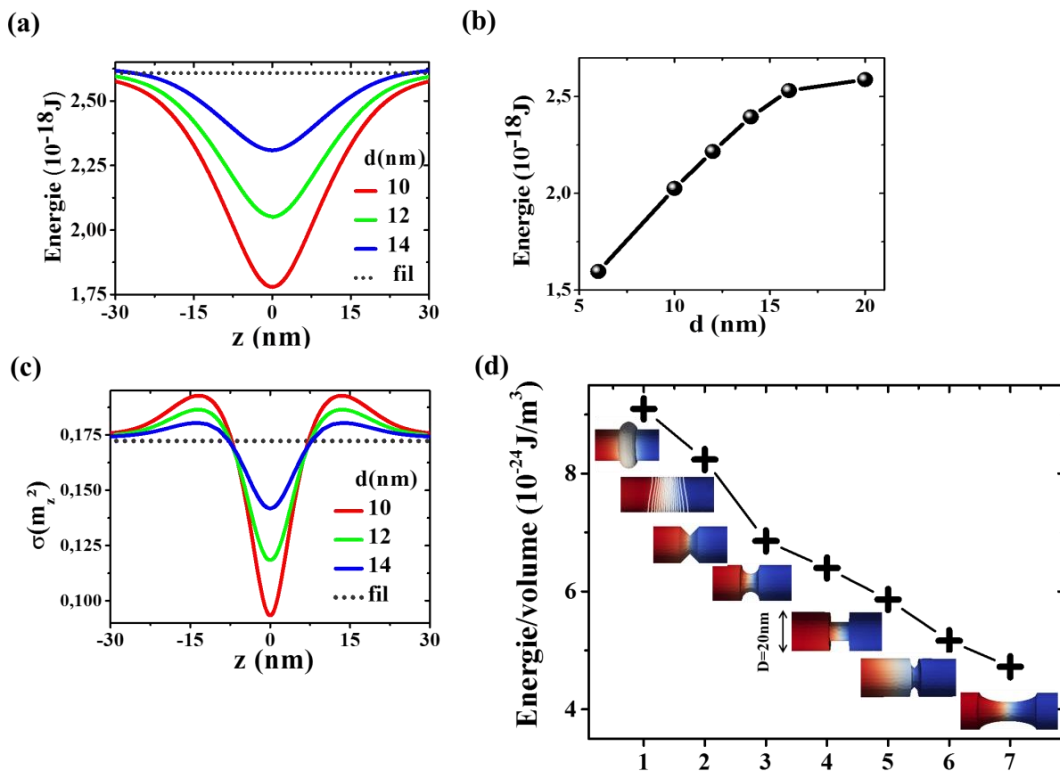 (a)
Energie (10⁻¹⁸J)
2,50
2,25
2,00
1,75
-30 -15 0 15 30
z (nm)
d(nm)
10
12
14
fil
(b)
Energie (10⁻¹⁸J)
2,5
2,0
1,5
5 10 15 20
d (nm)
(c)
σ(m_z²)
0,175
0,150
0,125
0,100
-30 -15 0 15 30
z (nm)
d(nm)
10
12
14
fil
(d)
Energie/volume (10⁻²⁴J/m³)
8
6
4
D=20nm
1 2 3 4 5 6 7